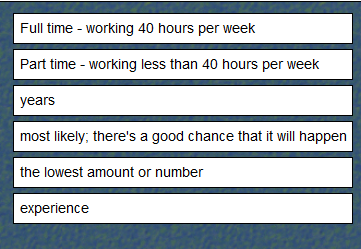 Full time - working 40 hours per week
Part time - working less than 40 hours per week
years
most likely; there's a good chance that it will happen
the lowest amount or number
experience